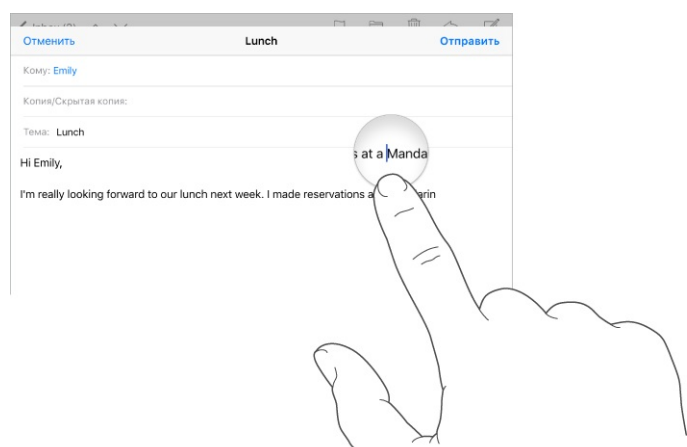 Отменить Lunch Отправить
Кому: Emily
Копия/Скрытая копия:
Тема: Lunch
s at a Manda
Hi Emily,
I'm really looking forward to our lunch next week. I made reservations a arin